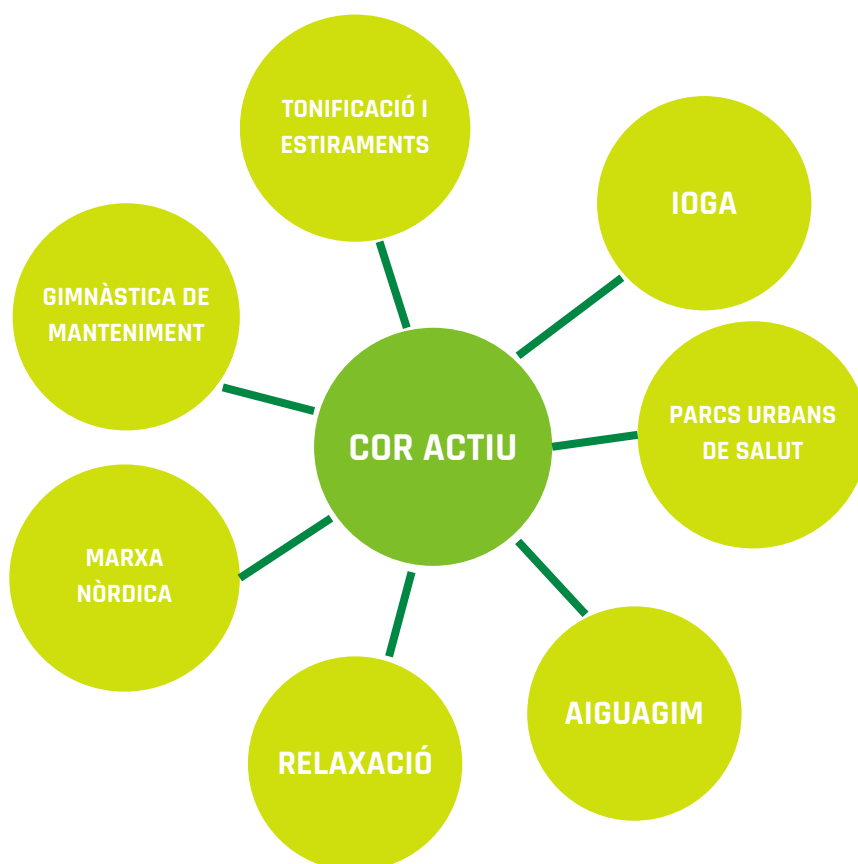 TONIFICACIÓ I
ESTIRAMENTS
IOGA
GIMNÀSTICA DE
MANTENIMENT
PARCS URBANS
DE SALUT
COR ACTIU
MARXA
NÒRDICA
AIGUAGIM
RELAXACIÓ